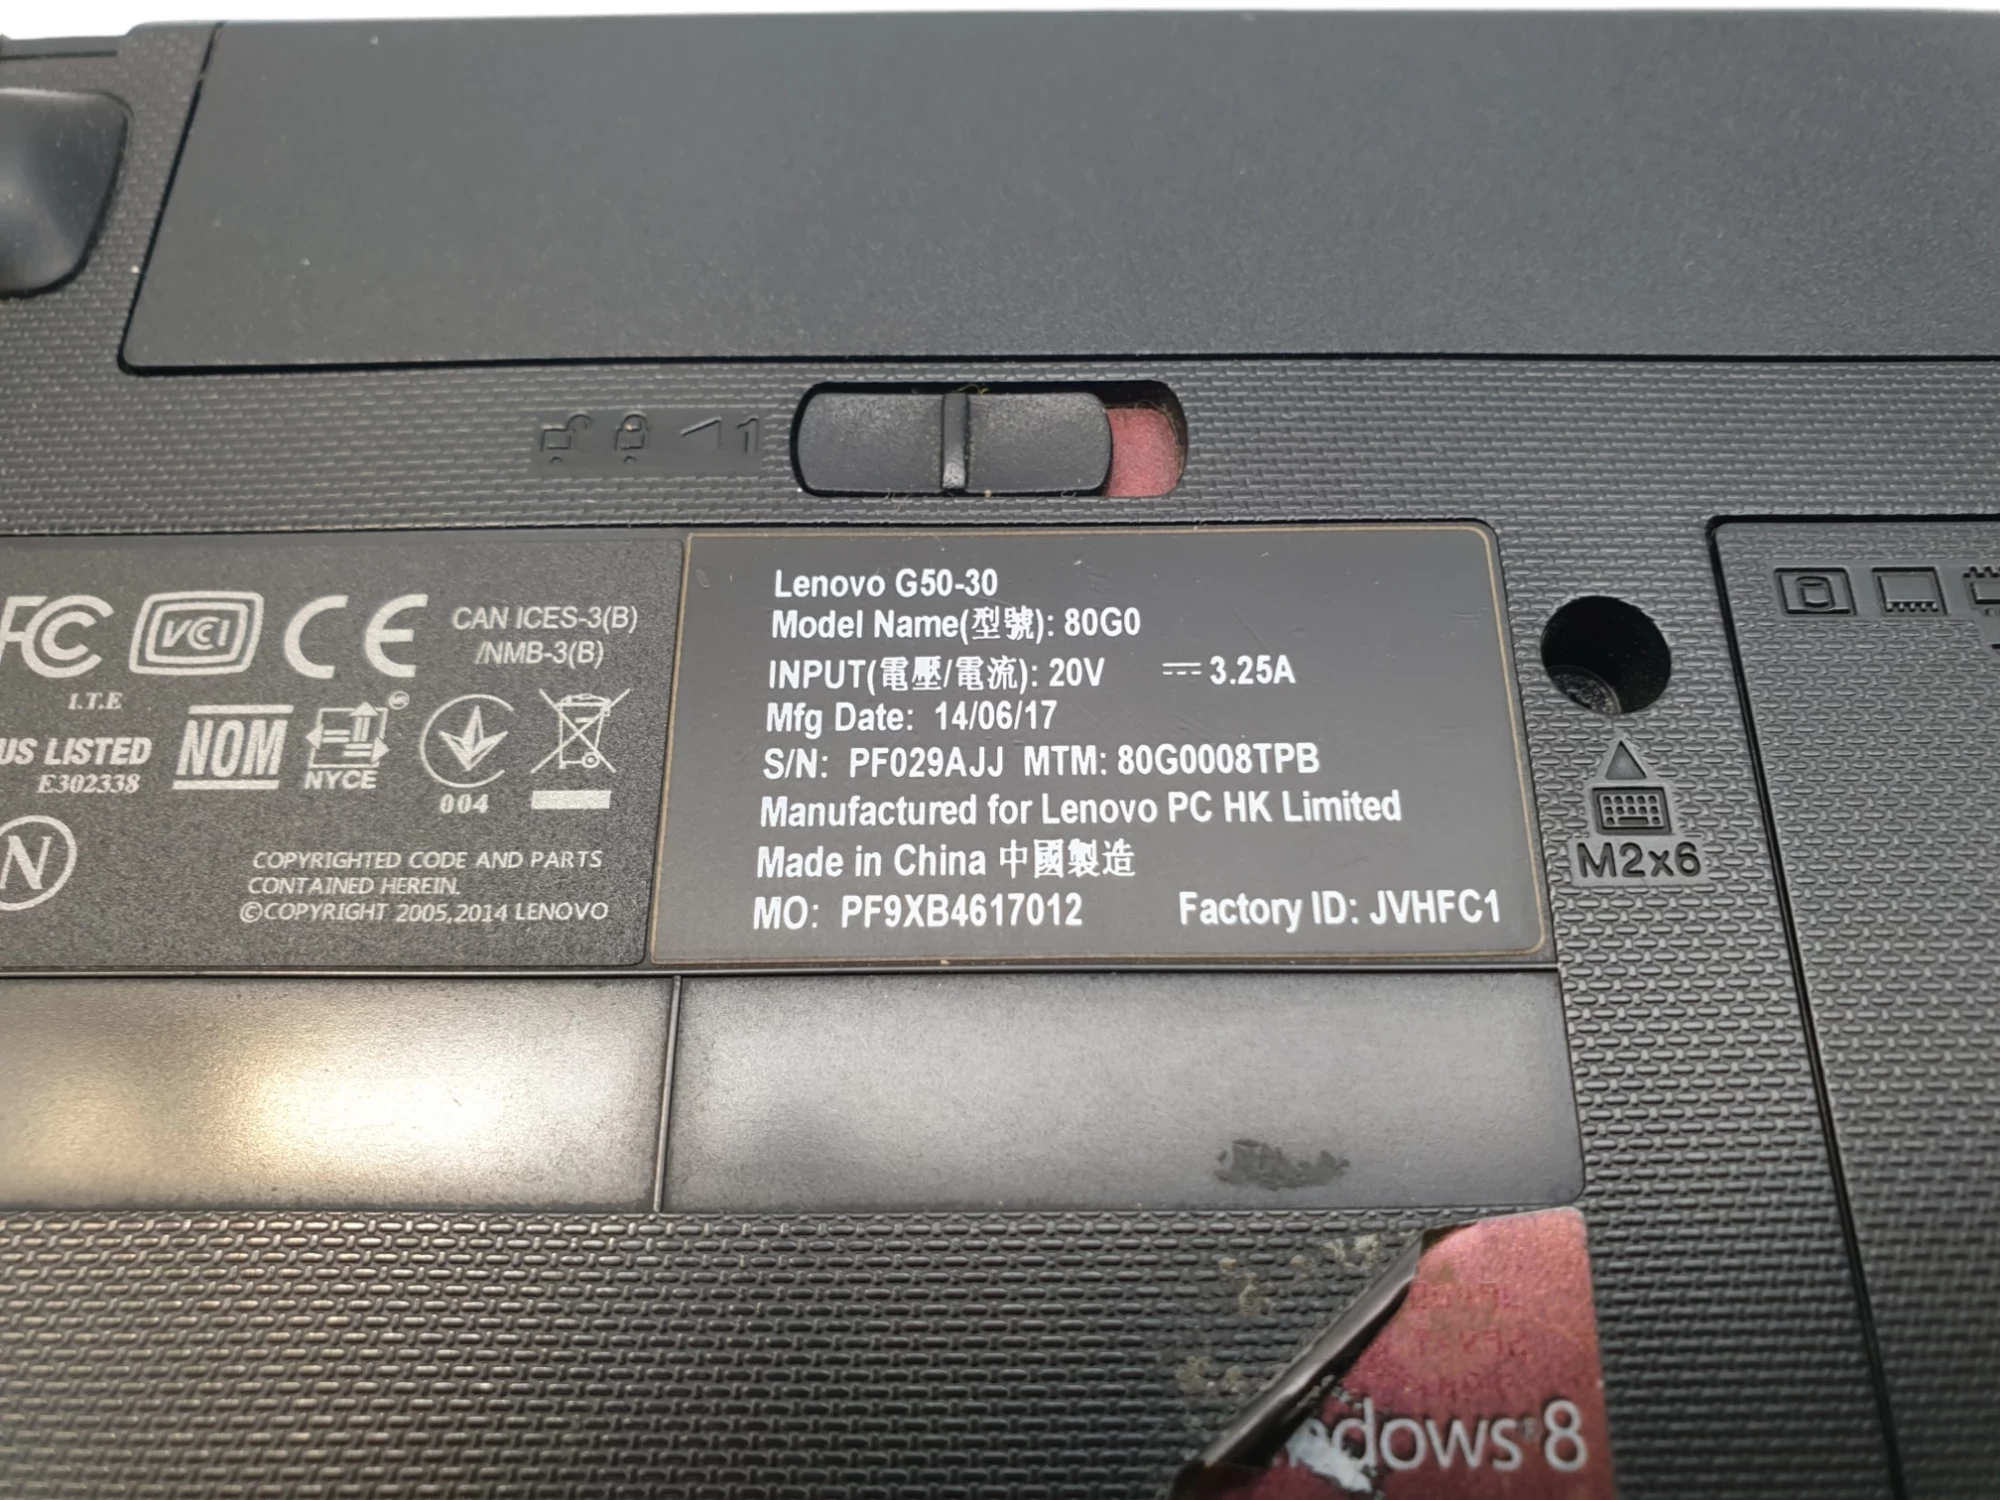 1
FC
VCI
CE
CAN ICES-3(B)
/NMB-3(B)
I.T.E
US LISTED
E302338
NOM
NYCE
004
N
COPYRIGHTED CODE AND PARTS
CONTAINED HEREIN.
©COPYRIGHT 2005,2014 LENOVO
Lenovo G50-30
Model Name(型號): 80G0
INPUT(電壓/電流): 20V ⎓ 3.25A
Mfg Date: 14/06/17
S/N: PF029AJJ MTM: 80G0008TPB
Manufactured for Lenovo PC HK Limited
Made in China 中國製造
MO: PF9XB4617012 Factory ID: JVHFC1
M2x6
ndows 8